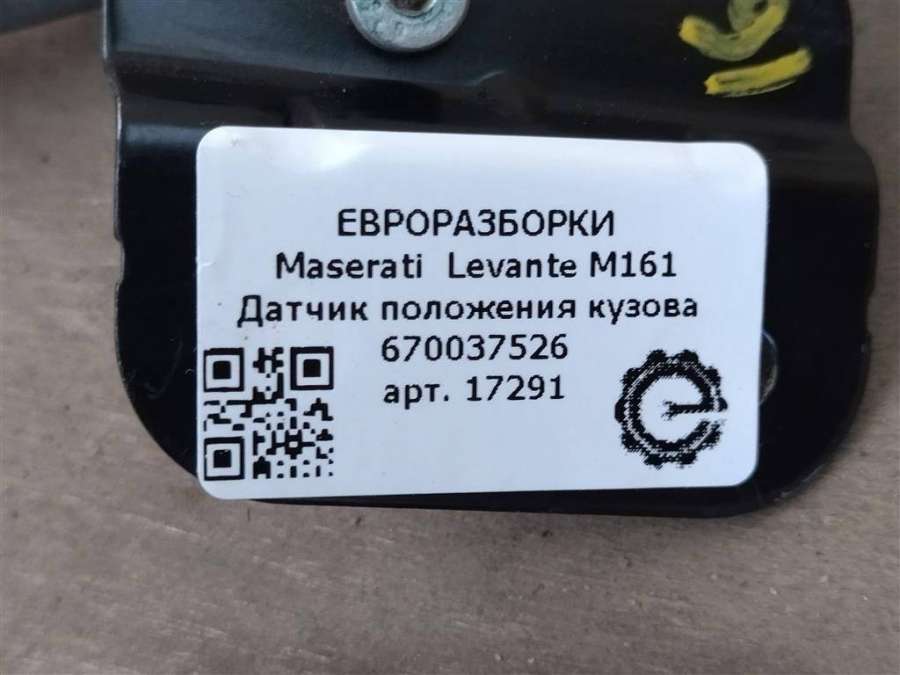 ЕВРОРАЗБОРКИ
Maserati Levante M161
Датчик положения кузова
670037526
арт. 17291